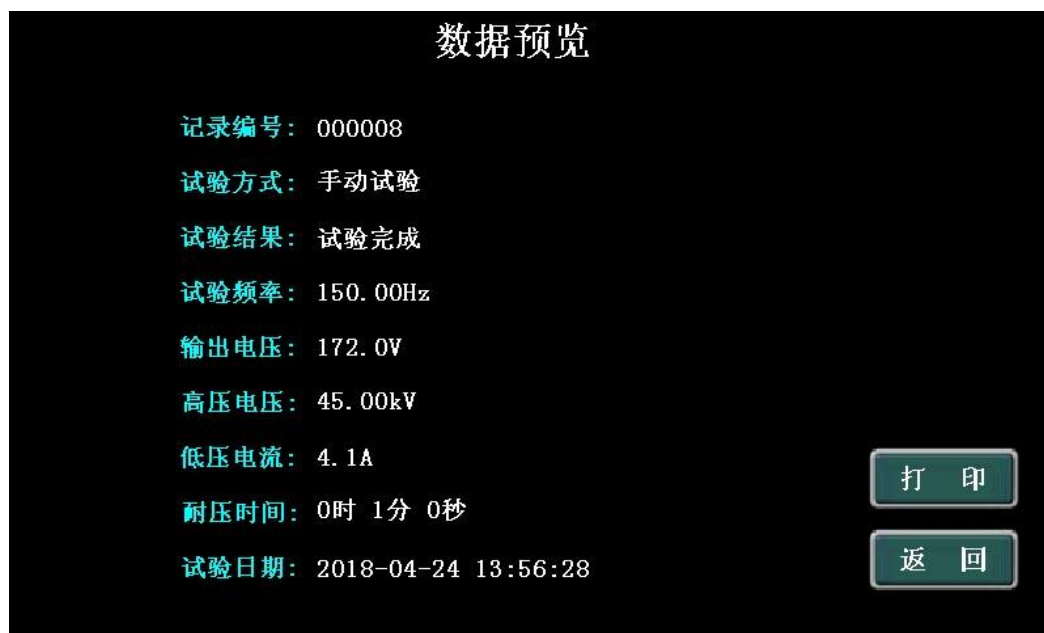 数据预览
记录编号: 000008
试验方式: 手动试验
试验结果: 试验完成
试验频率: 150.00Hz
输出电压: 172.0V
高压电压: 45.00kV
低压电流: 4.1A
耐压时间: 0时 1分 0秒
试验日期: 2018-04-24 13:56:28
打 印
返 回